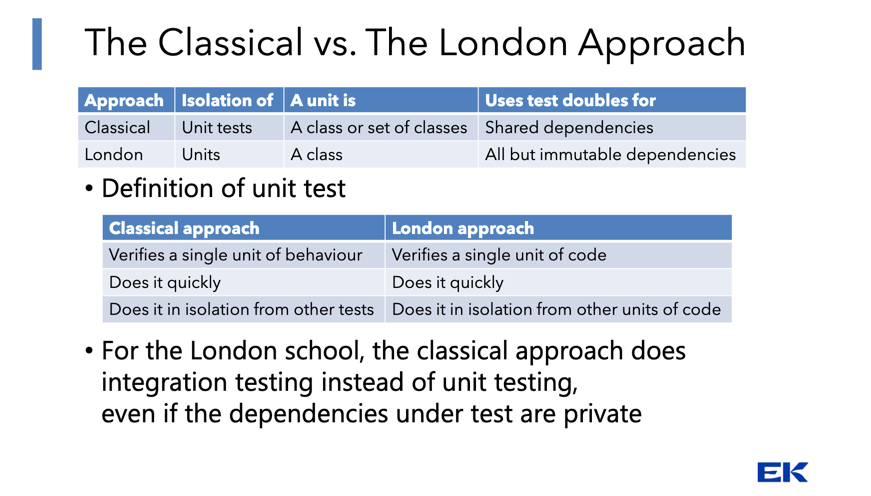 The Classical vs. The London Approach
Approach Isolation of A unit is Uses test doubles for
Classical Unit tests A class or set of classes Shared dependencies
London Units A class All but immutable dependencies
• Definition of unit test
Classical approach London approach
Verifies a single unit of behaviour Verifies a single unit of code
Does it quickly Does it quickly
Does it in isolation from other tests Does it in isolation from other units of code
• For the London school, the classical approach does
integration testing instead of unit testing,
even if the dependencies under test are private
EK